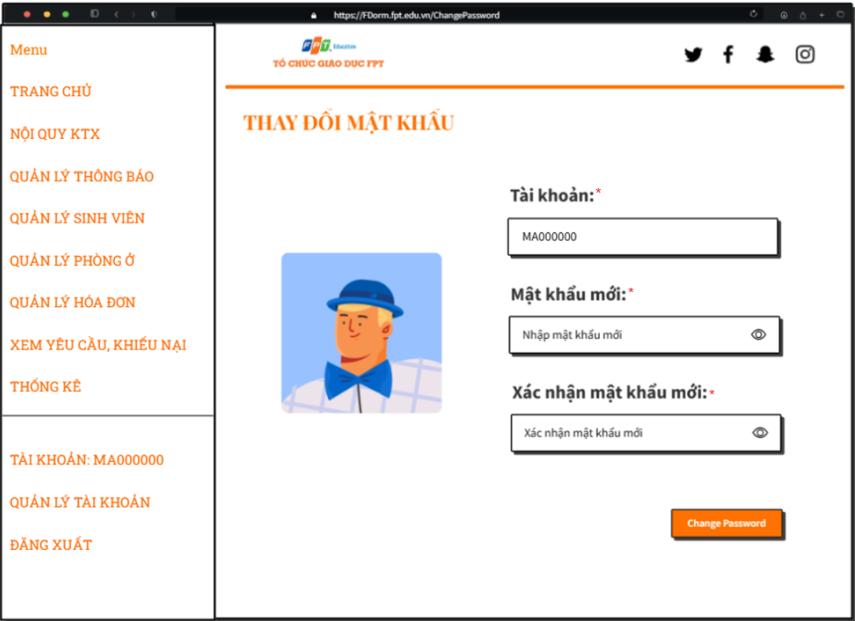 https://FDorm.fpt.edu.vn/ChangePassword
Menu
TRANG CHỦ
NỘI QUY KTX
QUẢN LÝ THÔNG BÁO
QUẢN LÝ SINH VIÊN
QUẢN LÝ PHÒNG Ở
QUẢN LÝ HÓA ĐƠN
XEM YÊU CẦU, KHIẾU NẠI
THỐNG KÊ
TÀI KHOẢN: MA000000
QUẢN LÝ TÀI KHOẢN
ĐĂNG XUẤT
FPT Education
TỔ CHỨC GIÁO DỤC FPT
THAY ĐỔI MẬT KHẨU
Tài khoản:*
MA000000
Mật khẩu mới:*
Nhập mật khẩu mới
Xác nhận mật khẩu mới:*
Xác nhận mật khẩu mới
Change Password